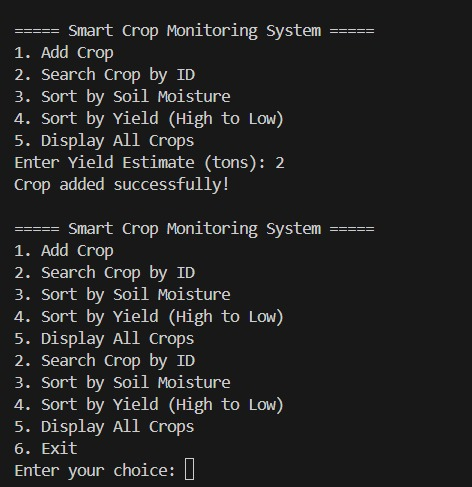 ===== Smart Crop Monitoring System =====
1. Add Crop
2. Search Crop by ID
3. Sort by Soil Moisture
4. Sort by Yield (High to Low)
5. Display All Crops
Enter Yield Estimate (tons): 2
Crop added successfully!
===== Smart Crop Monitoring System =====
1. Add Crop
2. Search Crop by ID
3. Sort by Soil Moisture
4. Sort by Yield (High to Low)
5. Display All Crops
2. Search Crop by ID
3. Sort by Soil Moisture
4. Sort by Yield (High to Low)
5. Display All Crops
6. Exit
Enter your choice: